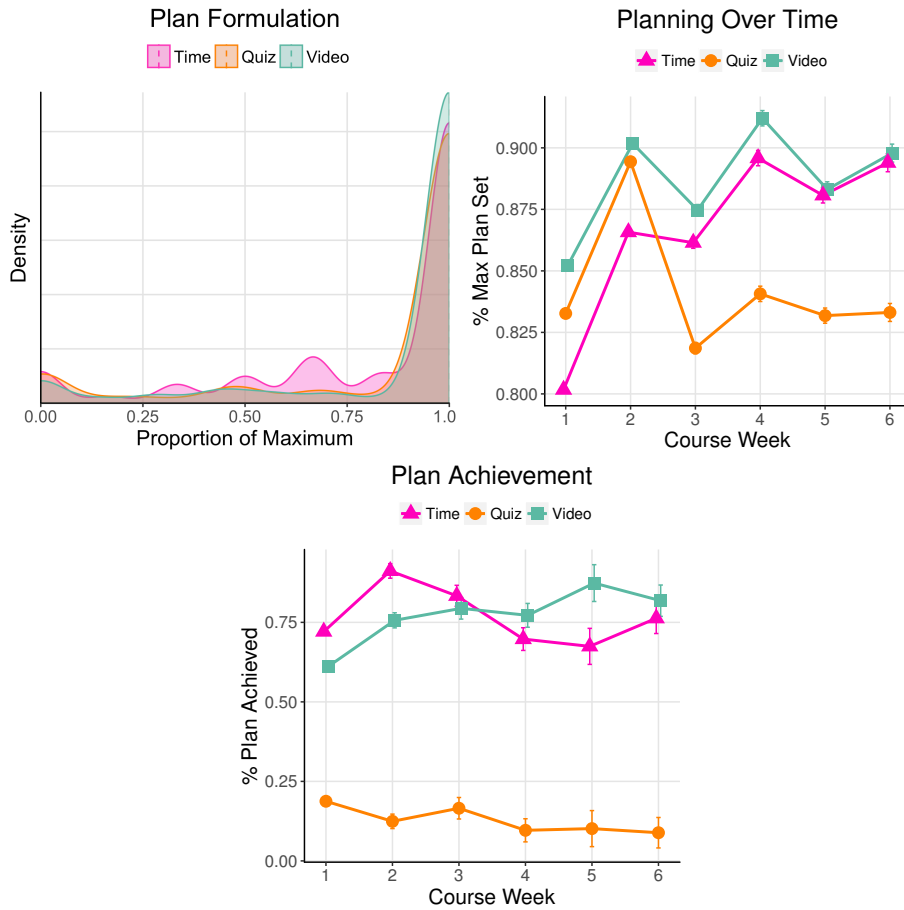 Plan Formulation
Time Quiz Video
Density
0.00 0.25 0.50 0.75 1.0
Proportion of Maximum
Planning Over Time
Time Quiz Video
% Max Plan Set
0.900
0.875
0.850
0.825
0.800
1 2 3 4 5 6
Course Week
Plan Achievement
Time Quiz Video
% Plan Achieved
0.75
0.50
0.25
0.00
1 2 3 4 5 6
Course Week